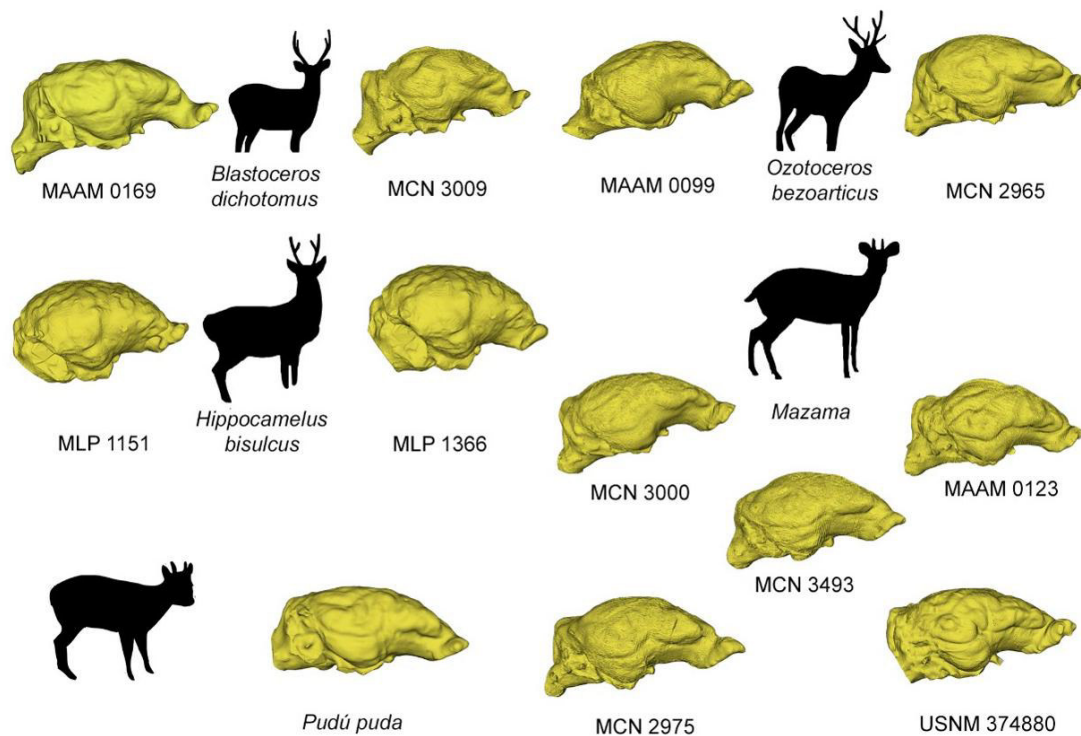 MAAM 0169
Blastoceros
dichotomus
MCN 3009
MAAM 0099
Ozotoceros
bezoarticus
MCN 2965
MLP 1151
Hippocamelus
bisulcus
MLP 1366
MCN 3000
Mazama
MAAM 0123
MCN 3493
Pudú puda
MCN 2975
USNM 374880